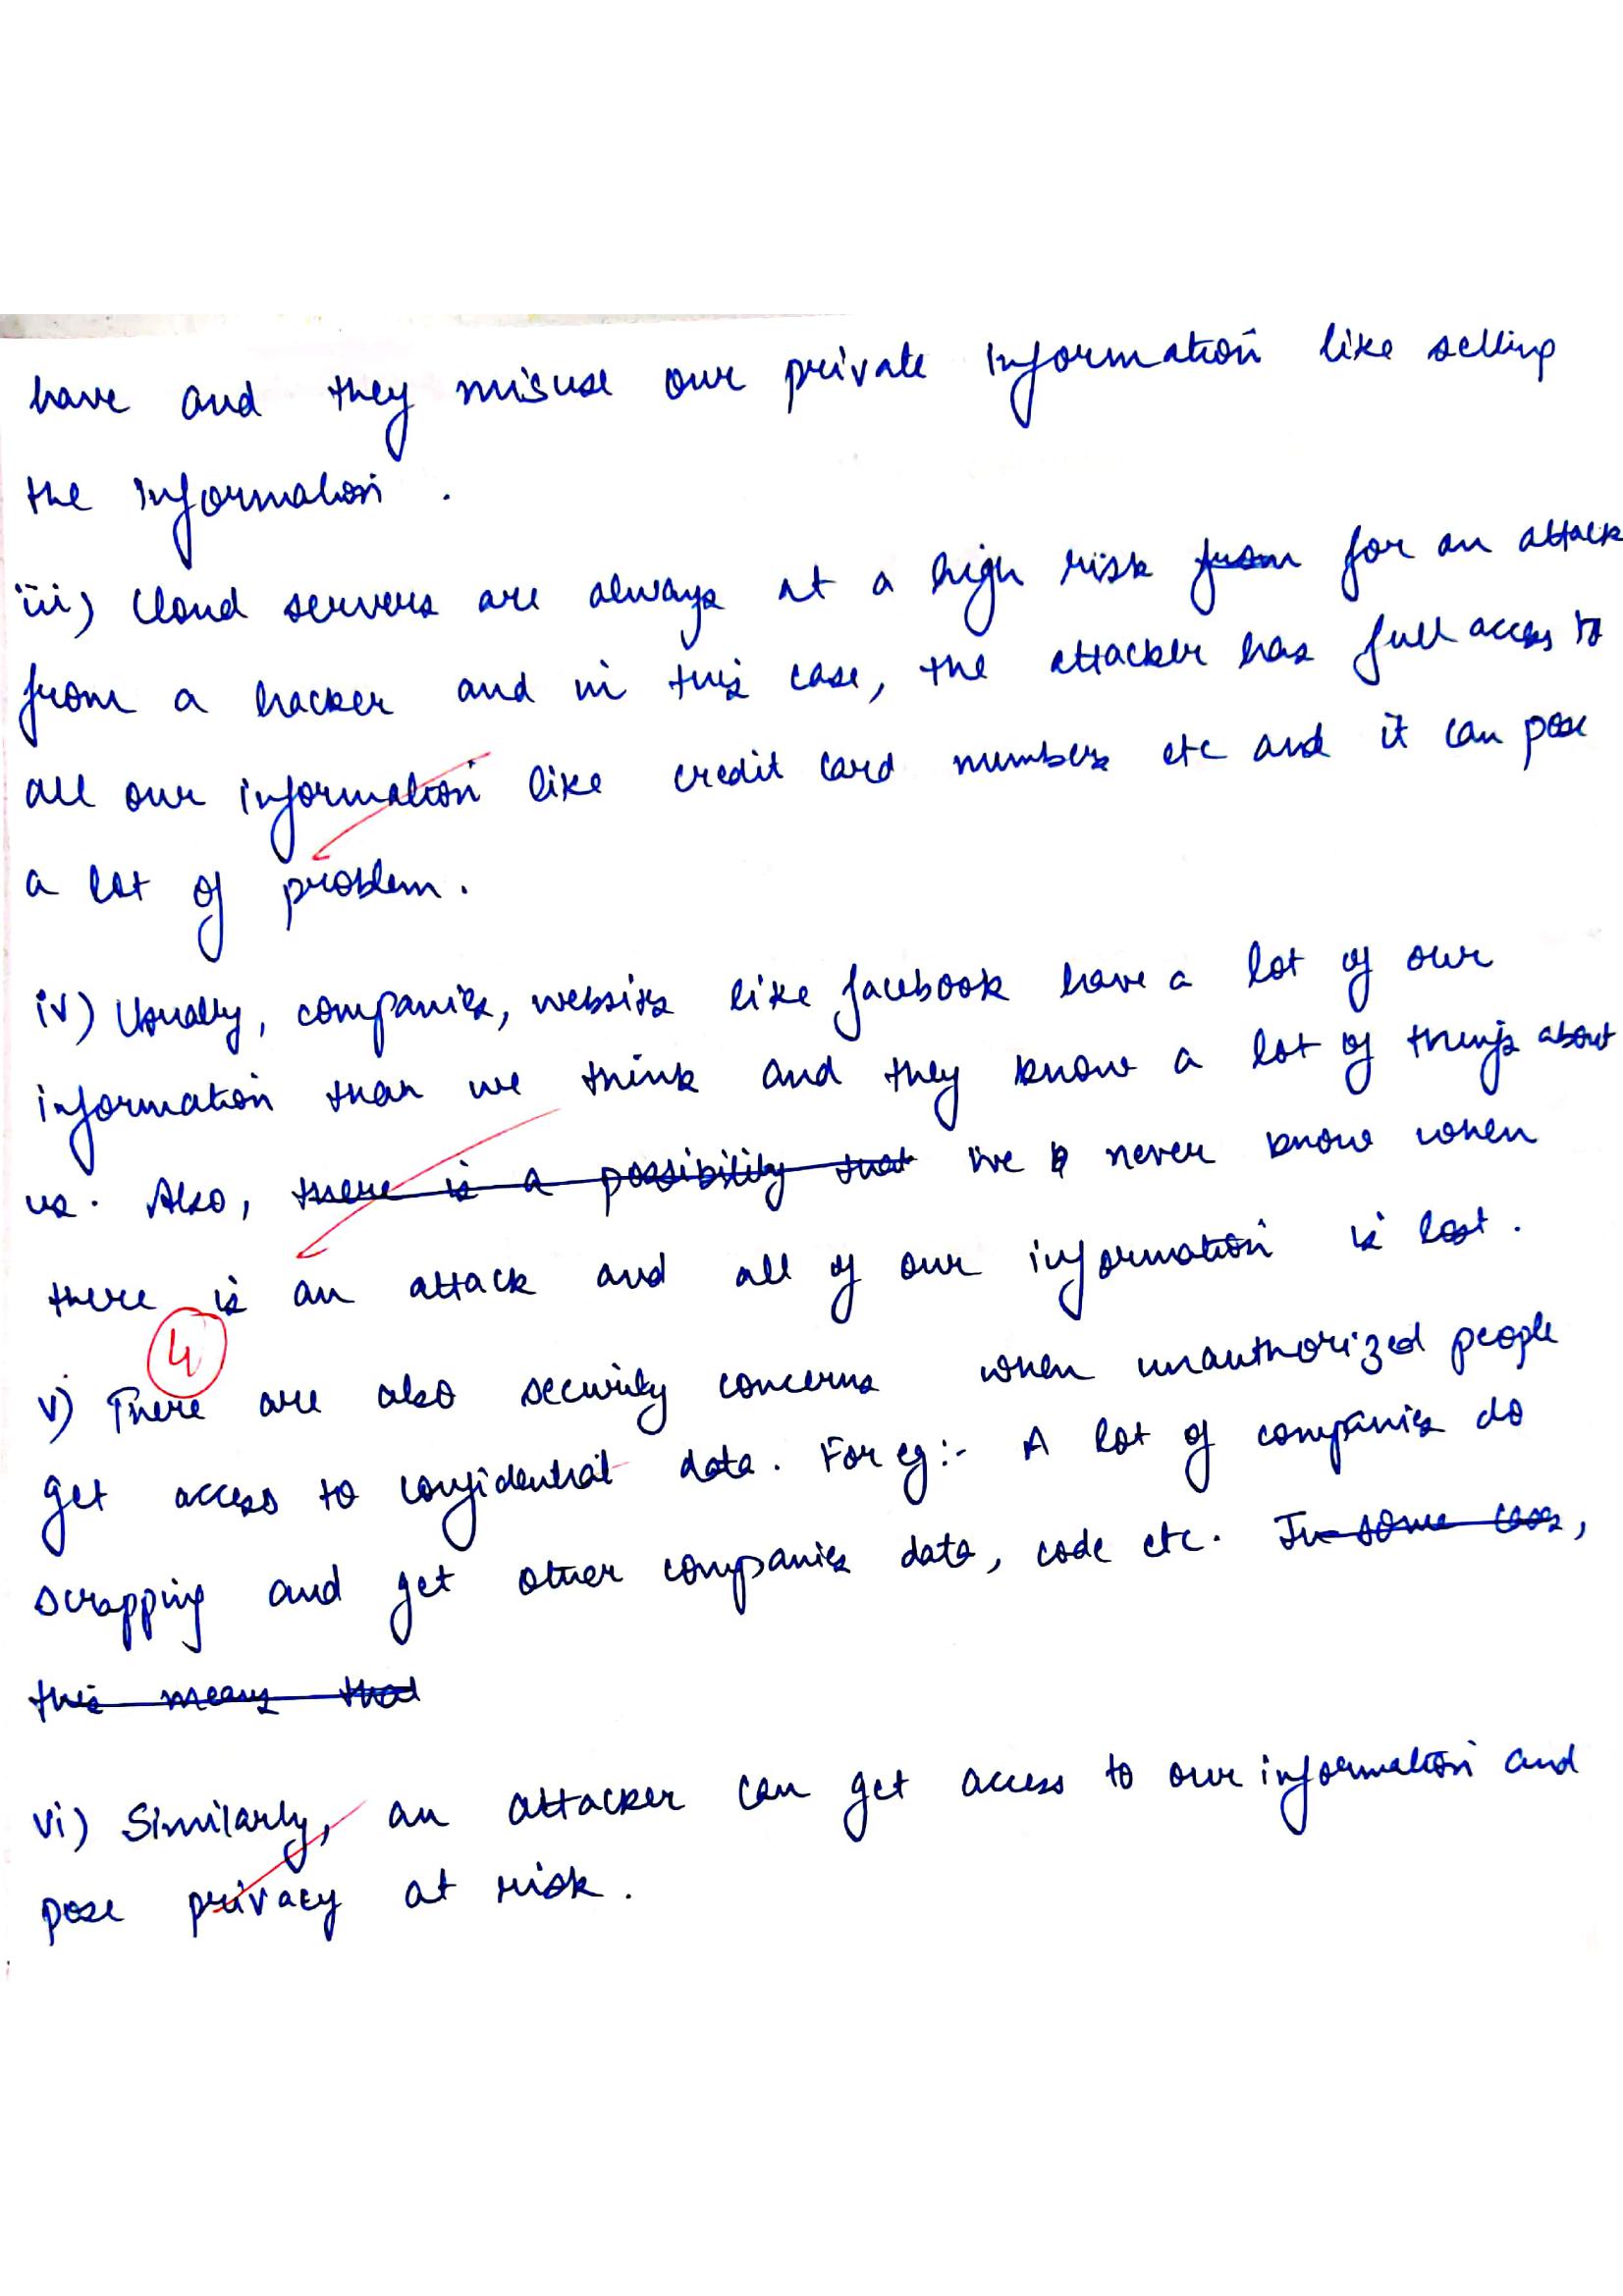 have and they misuse our private information like selling
the information .
iii) Cloud servers are always at a high risk from for an attack
from a hacker and in this case, the attacker has full access to
all our information like credit card numbers etc and it can pose
a lot of problem .
iv) Usually, companies, websites like facebook have a lot of our
information than we think and they know a lot of things about
us. Also, there is a possibility that we never know when
there is an attack and all of our information is lost .
4
v) There are also security concerns when unauthorized people
get access to confidential data. For eg:- A lot of companies do
scrapping and get other companies data, code etc. In some cases,
this means that
vi) Similarly, an attacker can get access to our information and
pose privacy at risk .